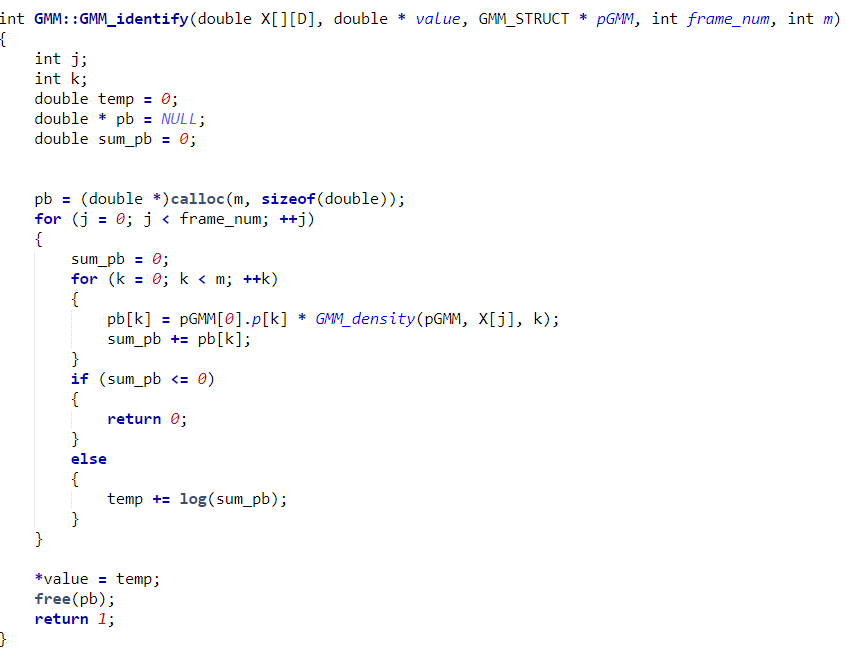 int GMM::GMM_identify(double X[][D], double * value, GMM_STRUCT * pGMM, int frame_num, int m)
{
    int j;
    int k;
    double temp = 0;
    double * pb = NULL;
    double sum_pb = 0;
    pb = (double *)calloc(m, sizeof(double));
    for (j = 0; j < frame_num; ++j)
    {
        sum_pb = 0;
        for (k = 0; k < m; ++k)
        {
            pb[k] = pGMM[0].p[k] * GMM_density(pGMM, X[j], k);
            sum_pb += pb[k];
        }
        if (sum_pb <= 0)
        {
            return 0;
        }
        else
        {
            temp += log(sum_pb);
        }
    }
    *value = temp;
    free(pb);
    return 1;
}